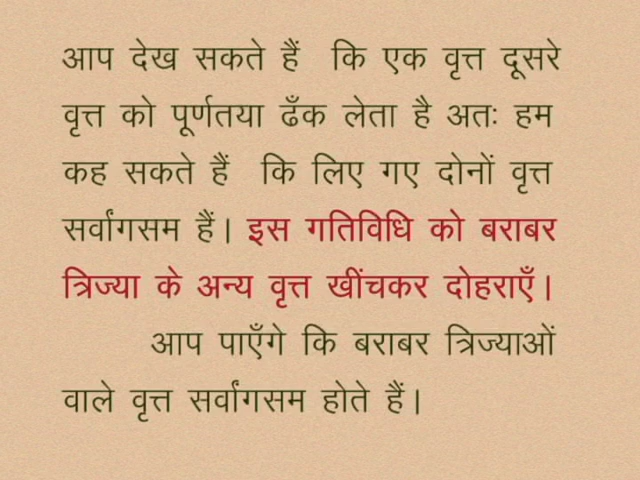 आप देख सकते हैं कि एक वृत्त दूसरे
वृत्त को पूर्णतया ढँक लेता है अतः हम
कह सकते हैं कि लिए गए दोनों वृत्त
सर्वांगसम हैं। इस गतिविधि को बराबर
त्रिज्या के अन्य वृत्त खींचकर दोहराएँ।
आप पाएँगे कि बराबर त्रिज्याओं
वाले वृत्त सर्वांगसम होते हैं।